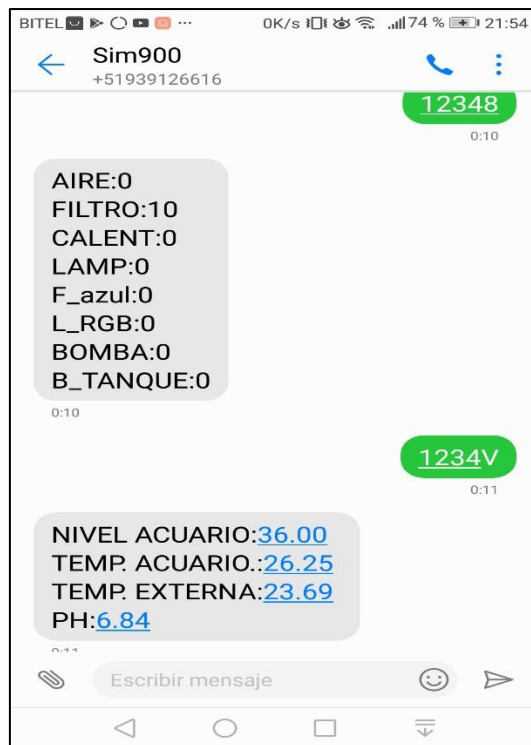 BITEL ... 0K/s 74 % 21:54
Sim900
+51939126616
12348
0:10
AIRE:0
FILTRO:10
CALENT:0
LAMP:0
F_azul:0
L_RGB:0
BOMBA:0
B_TANQUE:0
0:10
1234V
0:11
NIVEL ACUARIO:36.00
TEMP. ACUARIO.:26.25
TEMP. EXTERNA:23.69
PH:6.84
0:11
Escribir mensaje